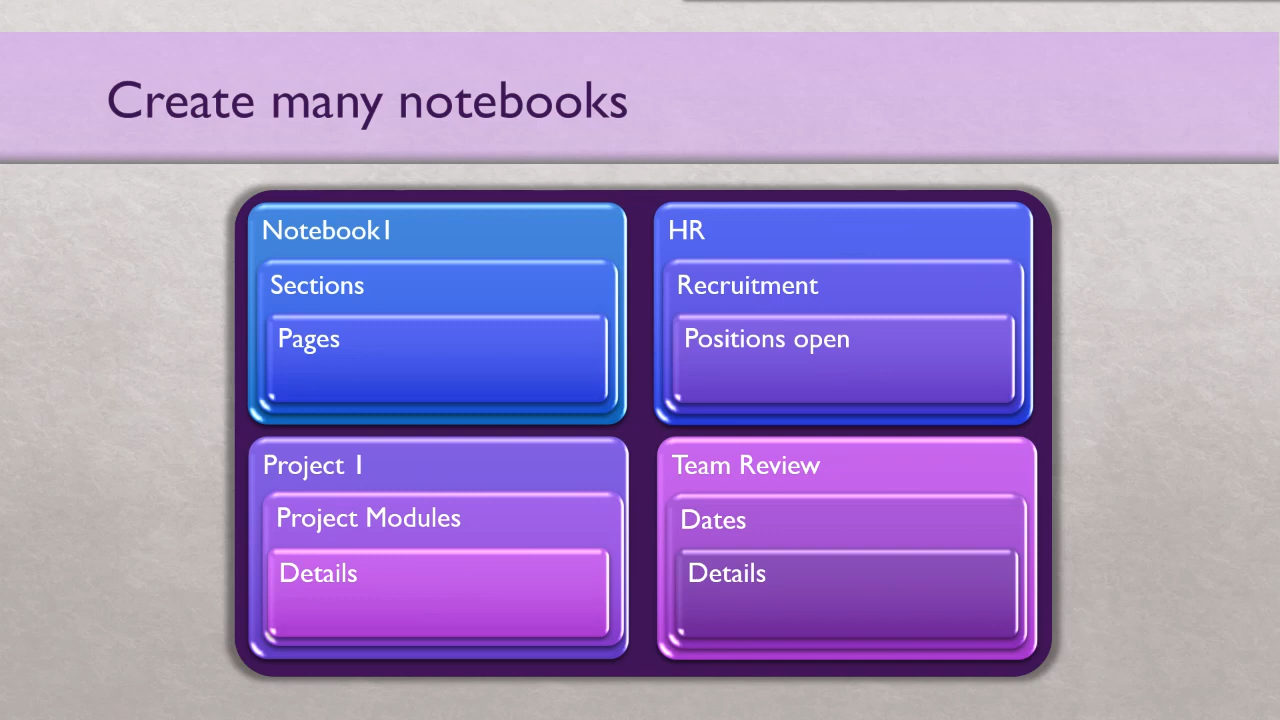 Create many notebooks
Notebook1
Sections
Pages
HR
Recruitment
Positions open
Project 1
Project Modules
Details
Team Review
Dates
Details